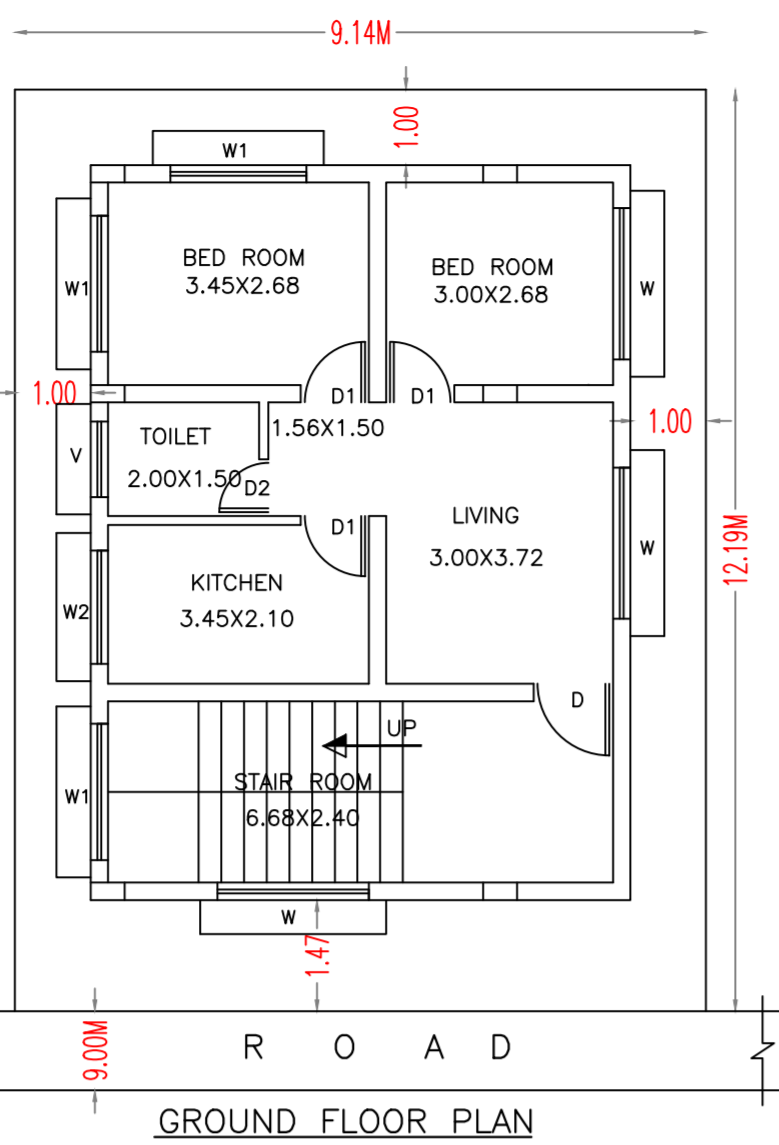 9.14M
1.00
W1
BED ROOM
3.45X2.68
BED ROOM
3.00X2.68
W1
W
1.00
D1
D1
1.00
1.56X1.50
TOILET
2.00X1.50
V
D2
LIVING
3.00X3.72
D1
W
12.19M
KITCHEN
3.45X2.10
W2
D
UP
STAIR ROOM
6.68X2.40
W1
W
1.47
9.00M
R O A D
GROUND FLOOR PLAN